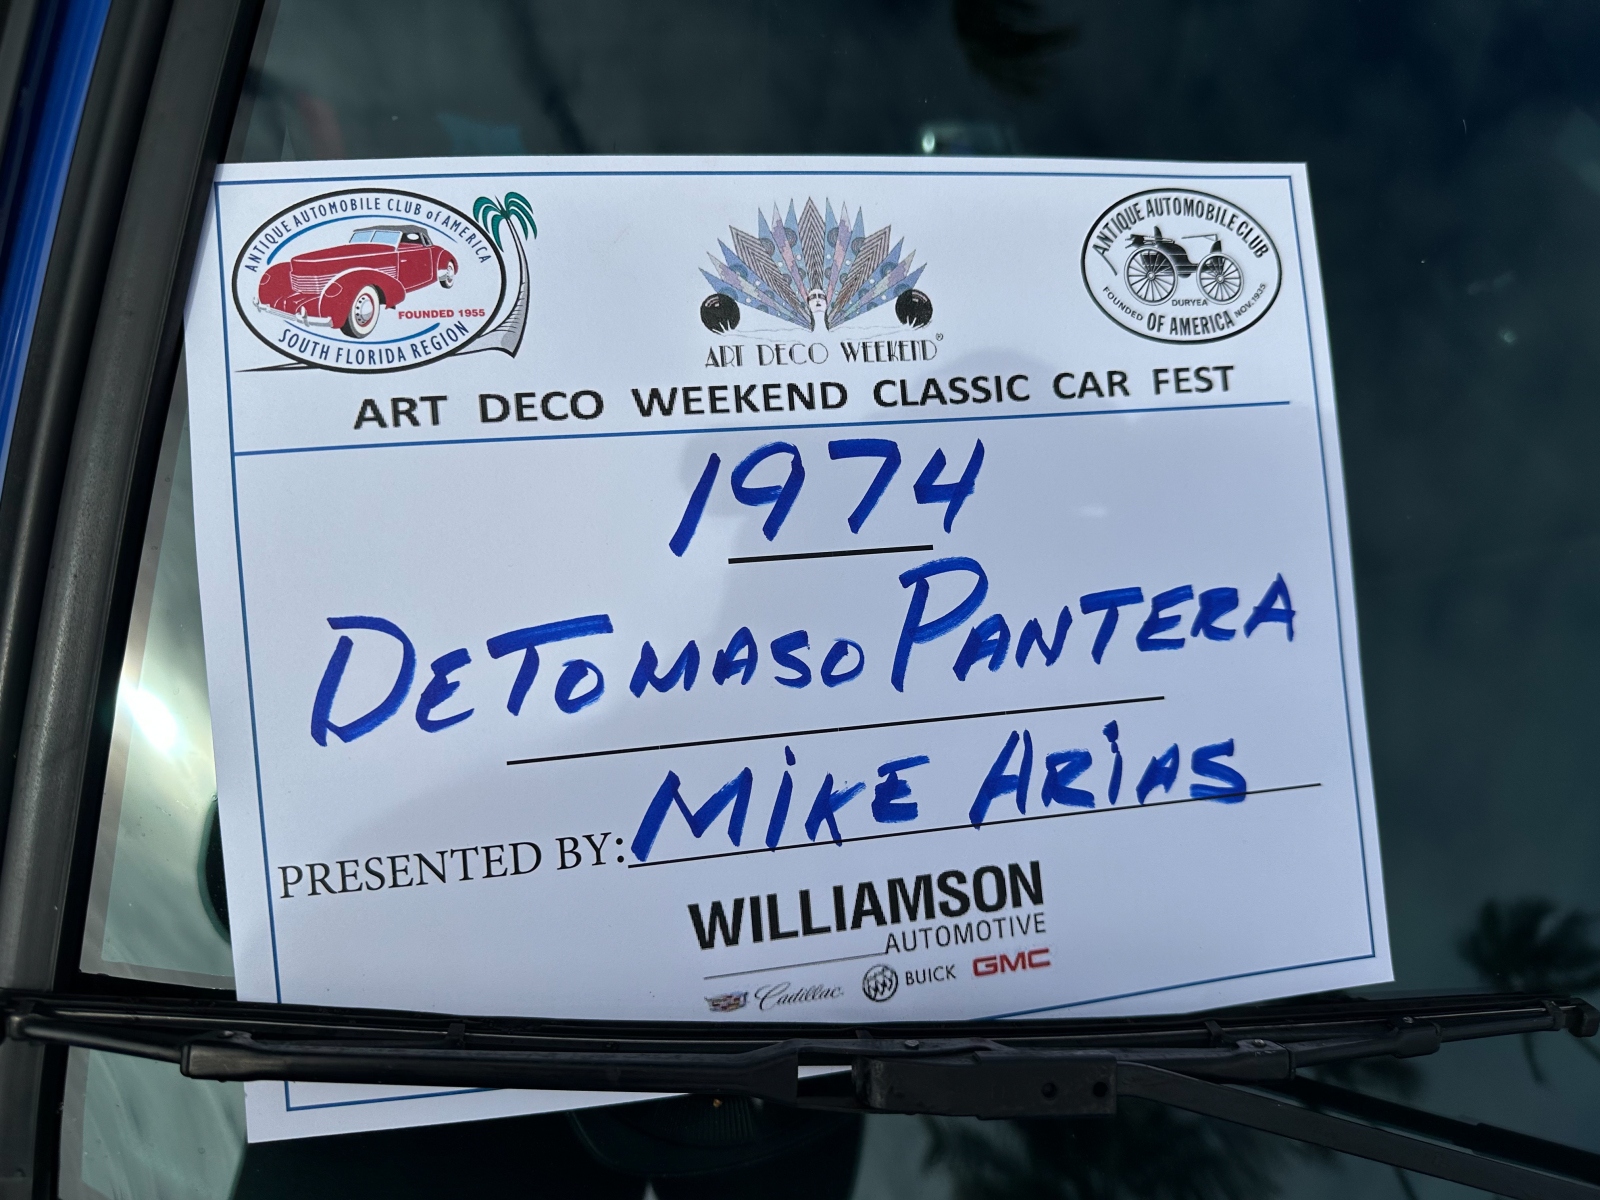 ANTIQUE AUTOMOBILE CLUB of AMERICA
FOUNDED 1955
SOUTH FLORIDA REGION
ART DECO WEEKEND®
ANTIQUE AUTOMOBILE CLUB
DURYEA
FOUNDED NOV. 1935
OF AMERICA
ART DECO WEEKEND CLASSIC CAR FEST
1974
DETOMASO PANTERA
PRESENTED BY: MiKE ARiAS
WILLIAMSON
AUTOMOTIVE
Cadillac BUICK GMC